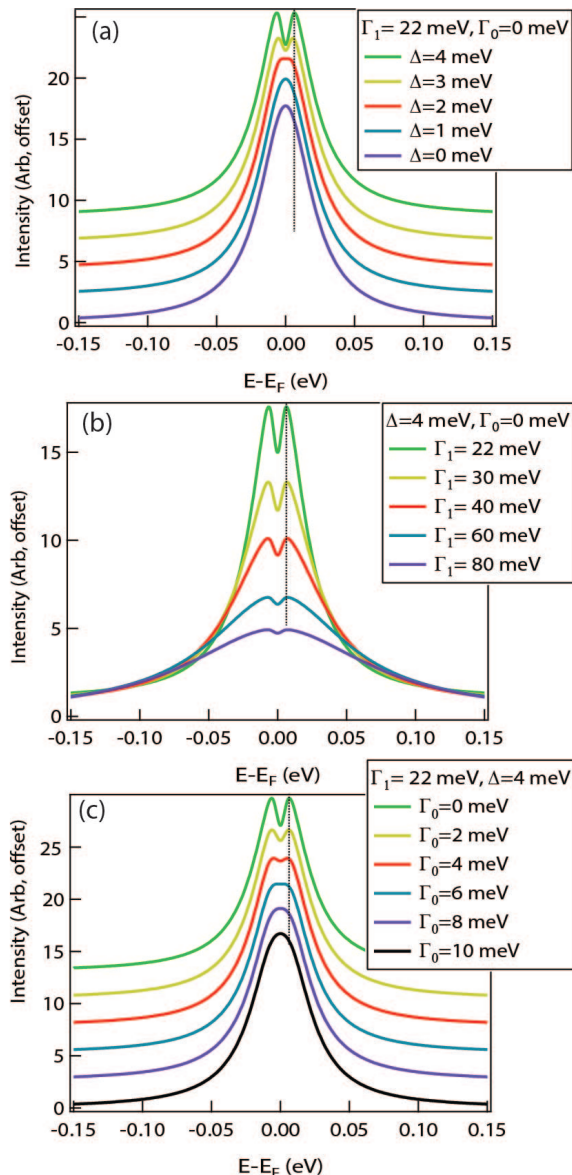 (a)
Γ₁= 22 meV, Γ₀=0 meV
Δ=4 meV
Δ=3 meV
Δ=2 meV
Δ=1 meV
Δ=0 meV
Intensity (Arb, offset)
20
15
10
5
0
-0.15 -0.10 -0.05 0.00 0.05 0.10 0.15
E-E_F (eV)
(b)
Δ=4 meV, Γ₀=0 meV
Γ₁= 22 meV
Γ₁= 30 meV
Γ₁= 40 meV
Γ₁= 60 meV
Γ₁= 80 meV
Intensity (Arb, offset)
15
10
5
0
-0.15 -0.10 -0.05 0.00 0.05 0.10 0.15
E-E_F (eV)
(c)
Γ₁= 22 meV, Δ=4 meV
Γ₀=0 meV
Γ₀=2 meV
Γ₀=4 meV
Γ₀=6 meV
Γ₀=8 meV
Γ₀=10 meV
Intensity (Arb, offset)
25
20
15
10
5
0
-0.15 -0.10 -0.05 0.00 0.05 0.10 0.15
E-E_F (eV)